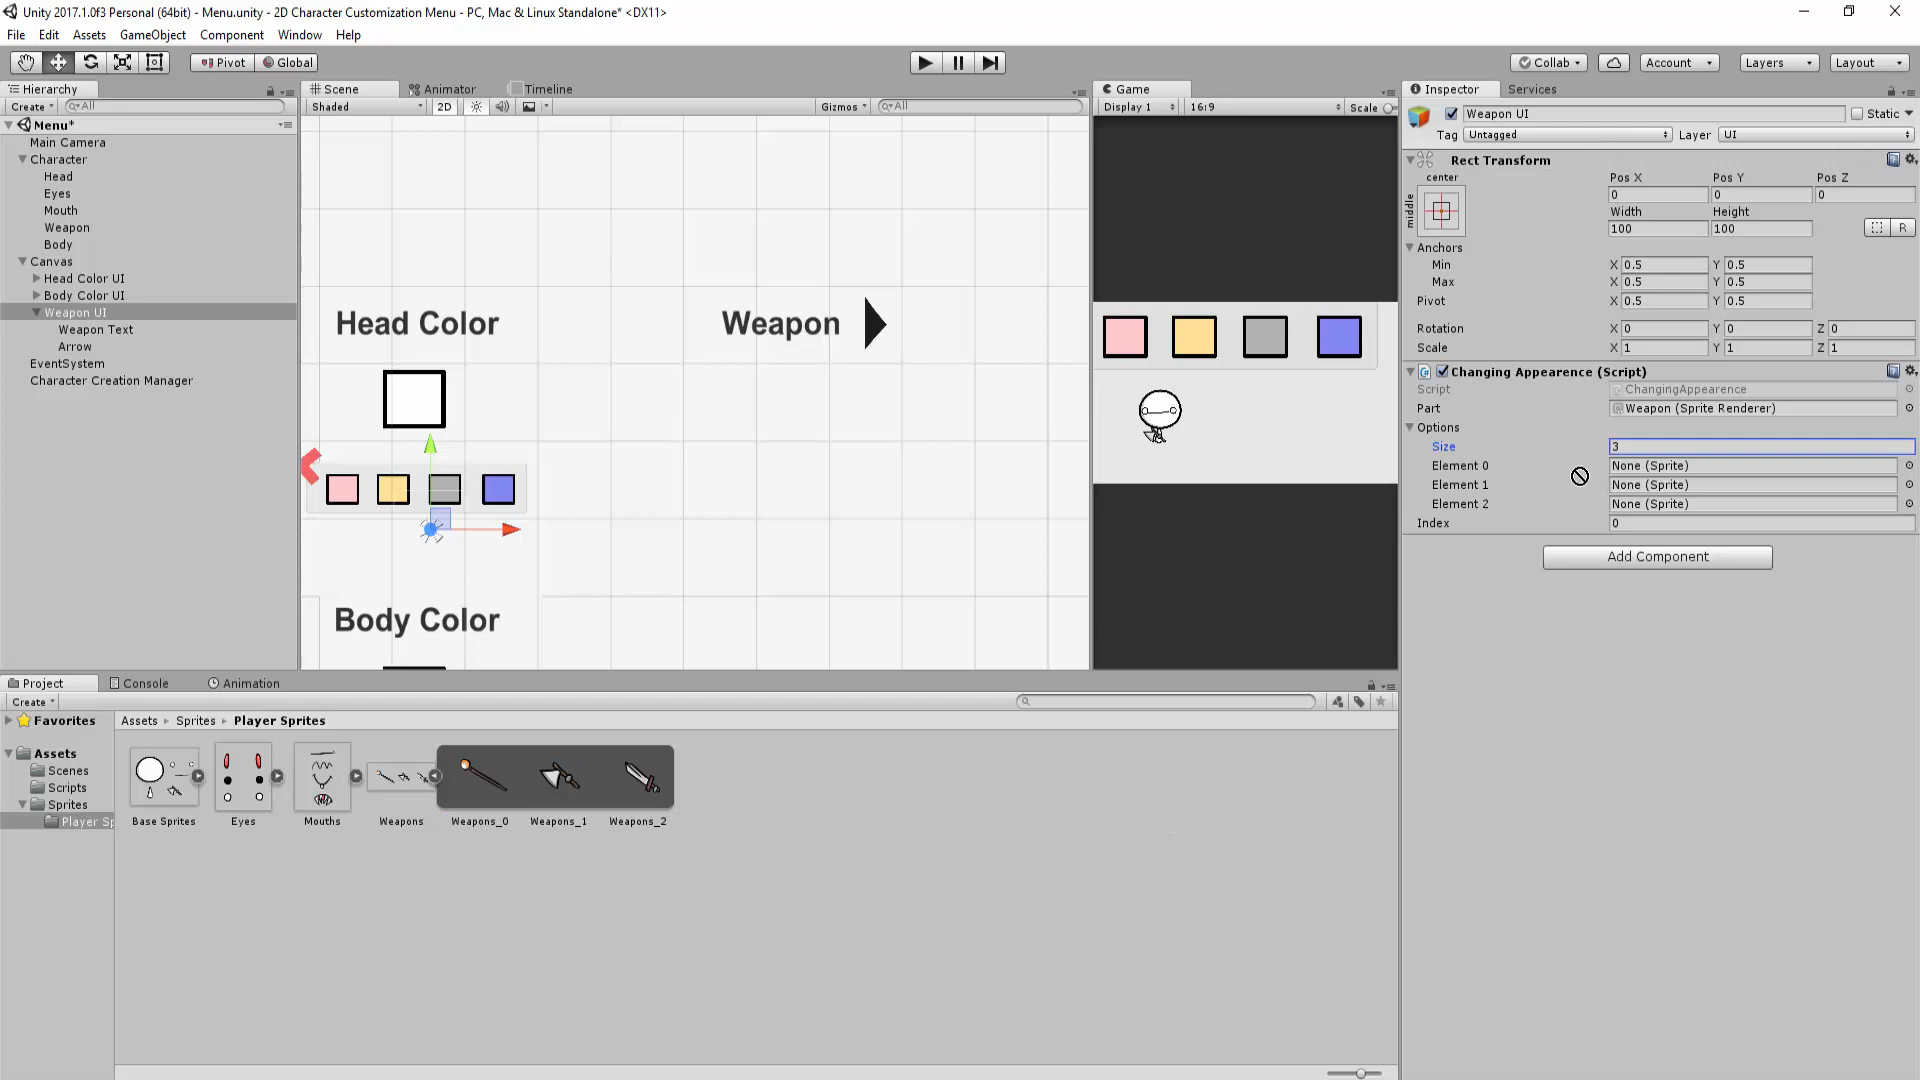 Unity 2017.1.0f3 Personal (64bit) - Menu.unity - 2D Character Customization Menu - PC, Mac & Linux Standalone* <DX11>
File Edit Assets GameObject Component Window Help
Pivot Global Collab Account Layers Layout
Hierarchy
Create All
Menu*
Main Camera
Character
Head
Eyes
Mouth
Weapon
Body
Canvas
Head Color UI
Body Color UI
Weapon UI
Weapon Text
Arrow
EventSystem
Character Creation Manager
Scene Animator Timeline
Shaded 2D Gizmos All
Head Color
Weapon
Body Color
Game
Display 1 16:9 Scale
Inspector Services
Weapon UI Static
Tag Untagged Layer UI
Rect Transform
center Pos X Pos Y Pos Z
middle
0 0 0
Width Height
100 100 R
Anchors
Min X 0.5 Y 0.5
Max X 0.5 Y 0.5
Pivot X 0.5 Y 0.5
Rotation X 0 Y 0 Z 0
Scale X 1 Y 1 Z 1
Changing Appearence (Script)
Script ChangingAppearence
Part Weapon (Sprite Renderer)
Options
Size 3
Element 0 None (Sprite)
Element 1 None (Sprite)
Element 2 None (Sprite)
Index 0
Add Component
Project Console Animation
Create
Favorites
Assets
Scenes
Scripts
Sprites
Player Sp
Assets Sprites Player Sprites
Base Sprites Eyes Mouths Weapons Weapons_0 Weapons_1 Weapons_2